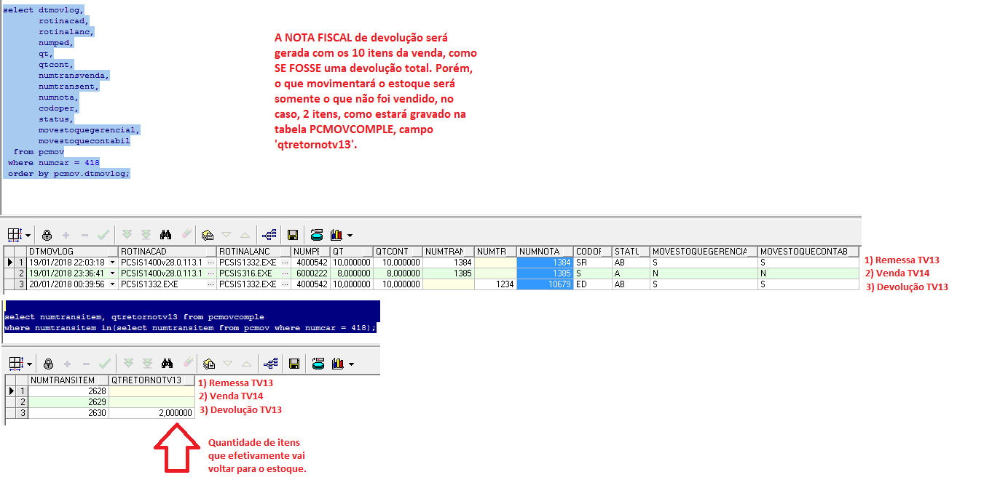 select dtmovlog,
rotinacad,
rotinalanc,
numped,
qt,
qtcont,
numtransvenda,
numtransent,
numnota,
codoper,
status,
movestoquegerencial,
movestoquecontabil
from pcmov
where numcar = 418
order by pcmov.dtmovlog;
A NOTA FISCAL de devolução será
gerada com os 10 itens da venda, como
SE FOSSE uma devolução total. Porém,
o que movimentará o estoque será
somente o que não foi vendido, no
caso, 2 itens, como estará gravado na
tabela PCMOVCOMPLE, campo
'qtretornotv13'.
DTMOVLOG ROTINACAD ROTINALANC NUMPE QT QTCONT NUMTRAN NUMTR NUMNOTA CODOF STATU MOVESTOQUEGERENCIA MOVESTOQUECONTAB
1 19/01/2018 22:03:18 PCSIS1400v28.0.113.1 ... PCSIS1332.EXE ... 4000542 10,000000 10,000000 1384 1384 SR AB S S
2 19/01/2018 23:36:41 PCSIS1400v28.0.113.1 ... PCSIS316.EXE ... 6000222 8,000000 8,000000 1385 1385 S A N N
3 20/01/2018 00:39:56 PCSIS1332.EXE ... PCSIS1332.EXE ... 4000542 10,000000 10,000000 1234 10679 ED AB S S
1) Remessa TV13
2) Venda TV14
3) Devolução TV13
select numtransitem, qtretornotv13 from pcmovcomple
where numtransitem in(select numtransitem from pcmov where numcar = 418);
NUMTRANSITEM QTRETORNOTV13
1 2628
2 2629
3 2630 2,000000
1) Remessa TV13
2) Venda TV14
3) Devolução TV13
Quantidade de itens
que efetivamente vai
voltar para o estoque.